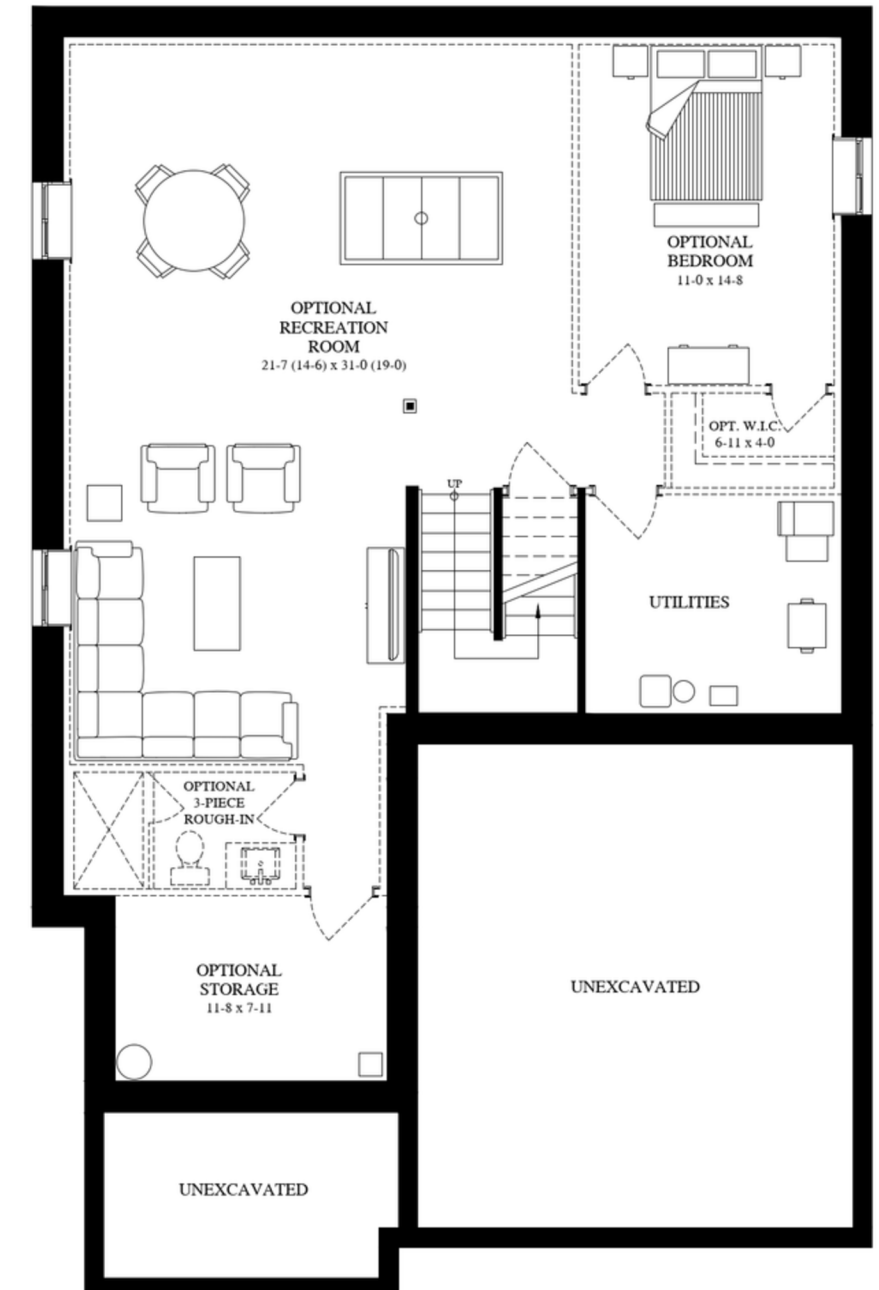 OPTIONAL
BEDROOM
11-0 x 14-8
OPTIONAL
RECREATION
ROOM
21-7 (14-6) x 31-0 (19-0)
OPT. W.I.C.
6-11 x 4-0
UP
UTILITIES
OPTIONAL
3-PIECE
ROUGH-IN
OPTIONAL
STORAGE
11-8 x 7-11
UNEXCAVATED
UNEXCAVATED